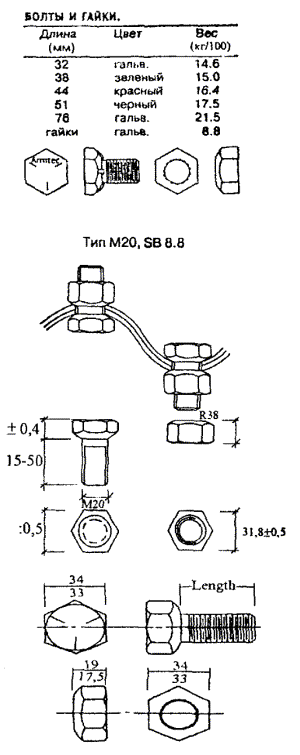 БОЛТЫ И ГАЙКИ.
Длина Цвет Вес
(мм) (кг/100)
32 гальв. 14.6
38 зеленый 15.0
44 красный 16.4
51 черный 17.5
76 гальв. 21.5
гайки гальв. 8.8
Armtec
Тип M20, SB 8.8
± 0,4
R38
15-50
M20
:0,5
31,8±0,5
34
33
Length
19
17,5
34
33